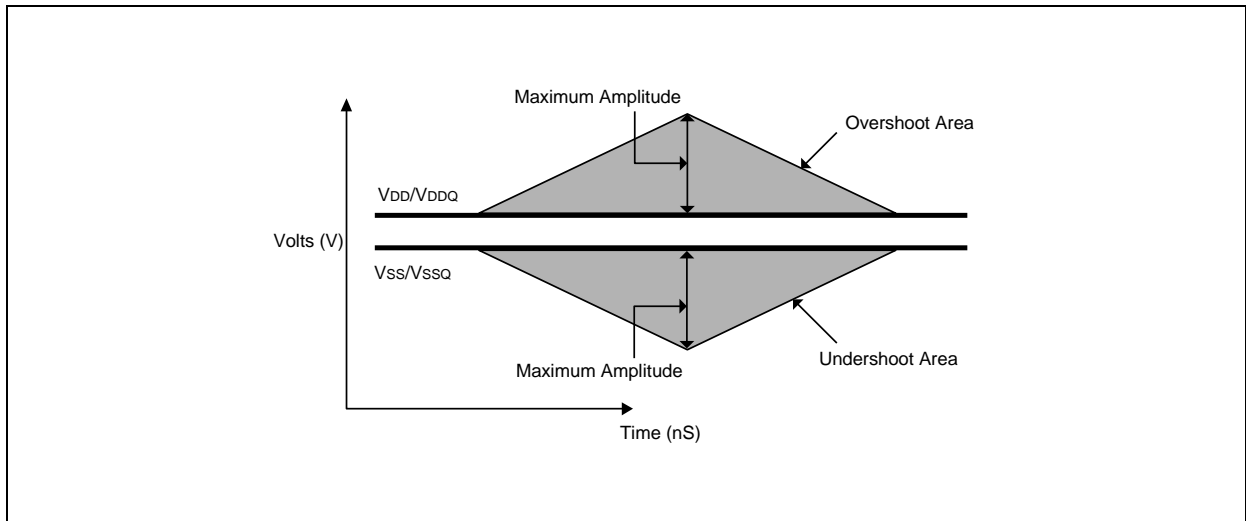 Maximum Amplitude
Overshoot Area
VDD/VDDQ
Volts (V)
VSS/VSSQ
Undershoot Area
Maximum Amplitude
Time (nS)